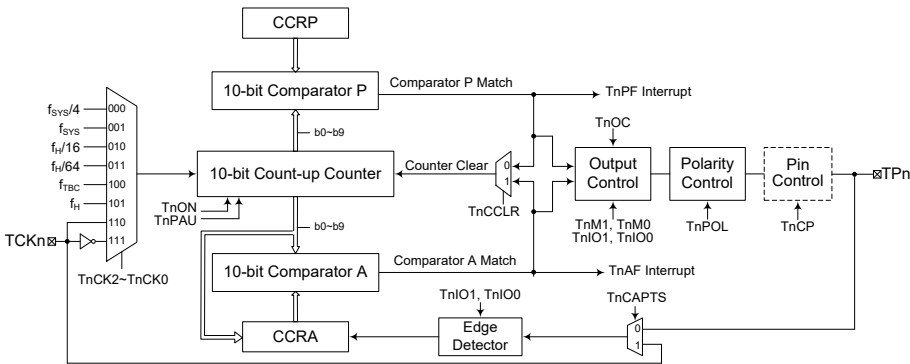 CCRP
10-bit Comparator P
Comparator P Match
TnPF Interrupt
b0~b9
fSYS/4
000
fSYS
001
fH/16
010
fH/64
011
fTBC
100
fH
101
110
111
TCKn
TnCK2~TnCK0
10-bit Count-up Counter
TnON
TnPAU
Counter Clear
0
1
TnCCLR
TnOC
Output
Control
TnM1, TnM0
TnIO1, TnIO0
Polarity
Control
TnPOL
Pin
Control
TnCP
TPn
b0~b9
10-bit Comparator A
Comparator A Match
TnAF Interrupt
TnIO1, TnIO0
TnCAPTS
CCRA
Edge
Detector
0
1